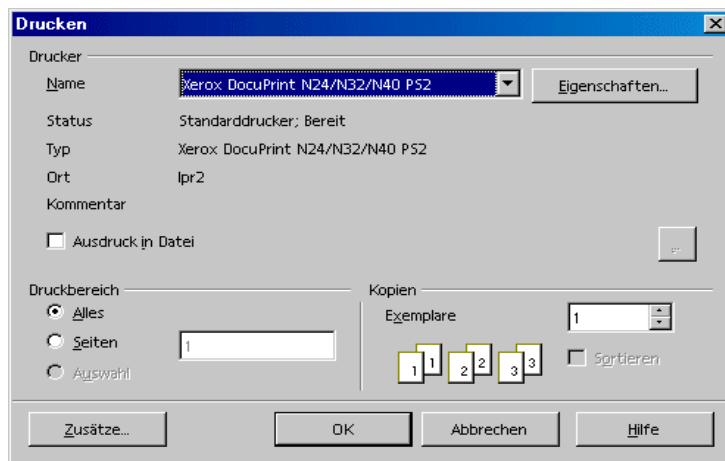 Drucken
Drucker
Name Xerox DocuPrint N24/N32/N40 PS2 Eigenschaften...
Status Standarddrucker; Bereit
Typ Xerox DocuPrint N24/N32/N40 PS2
Ort lpr2
Kommentar
Ausdruck in Datei ...
Druckbereich Kopien
Alles Exemplare 1
Seiten 1
1 1 2 2 3 3 Sortieren
Auswahl
Zusätze... OK Abbrechen Hilfe